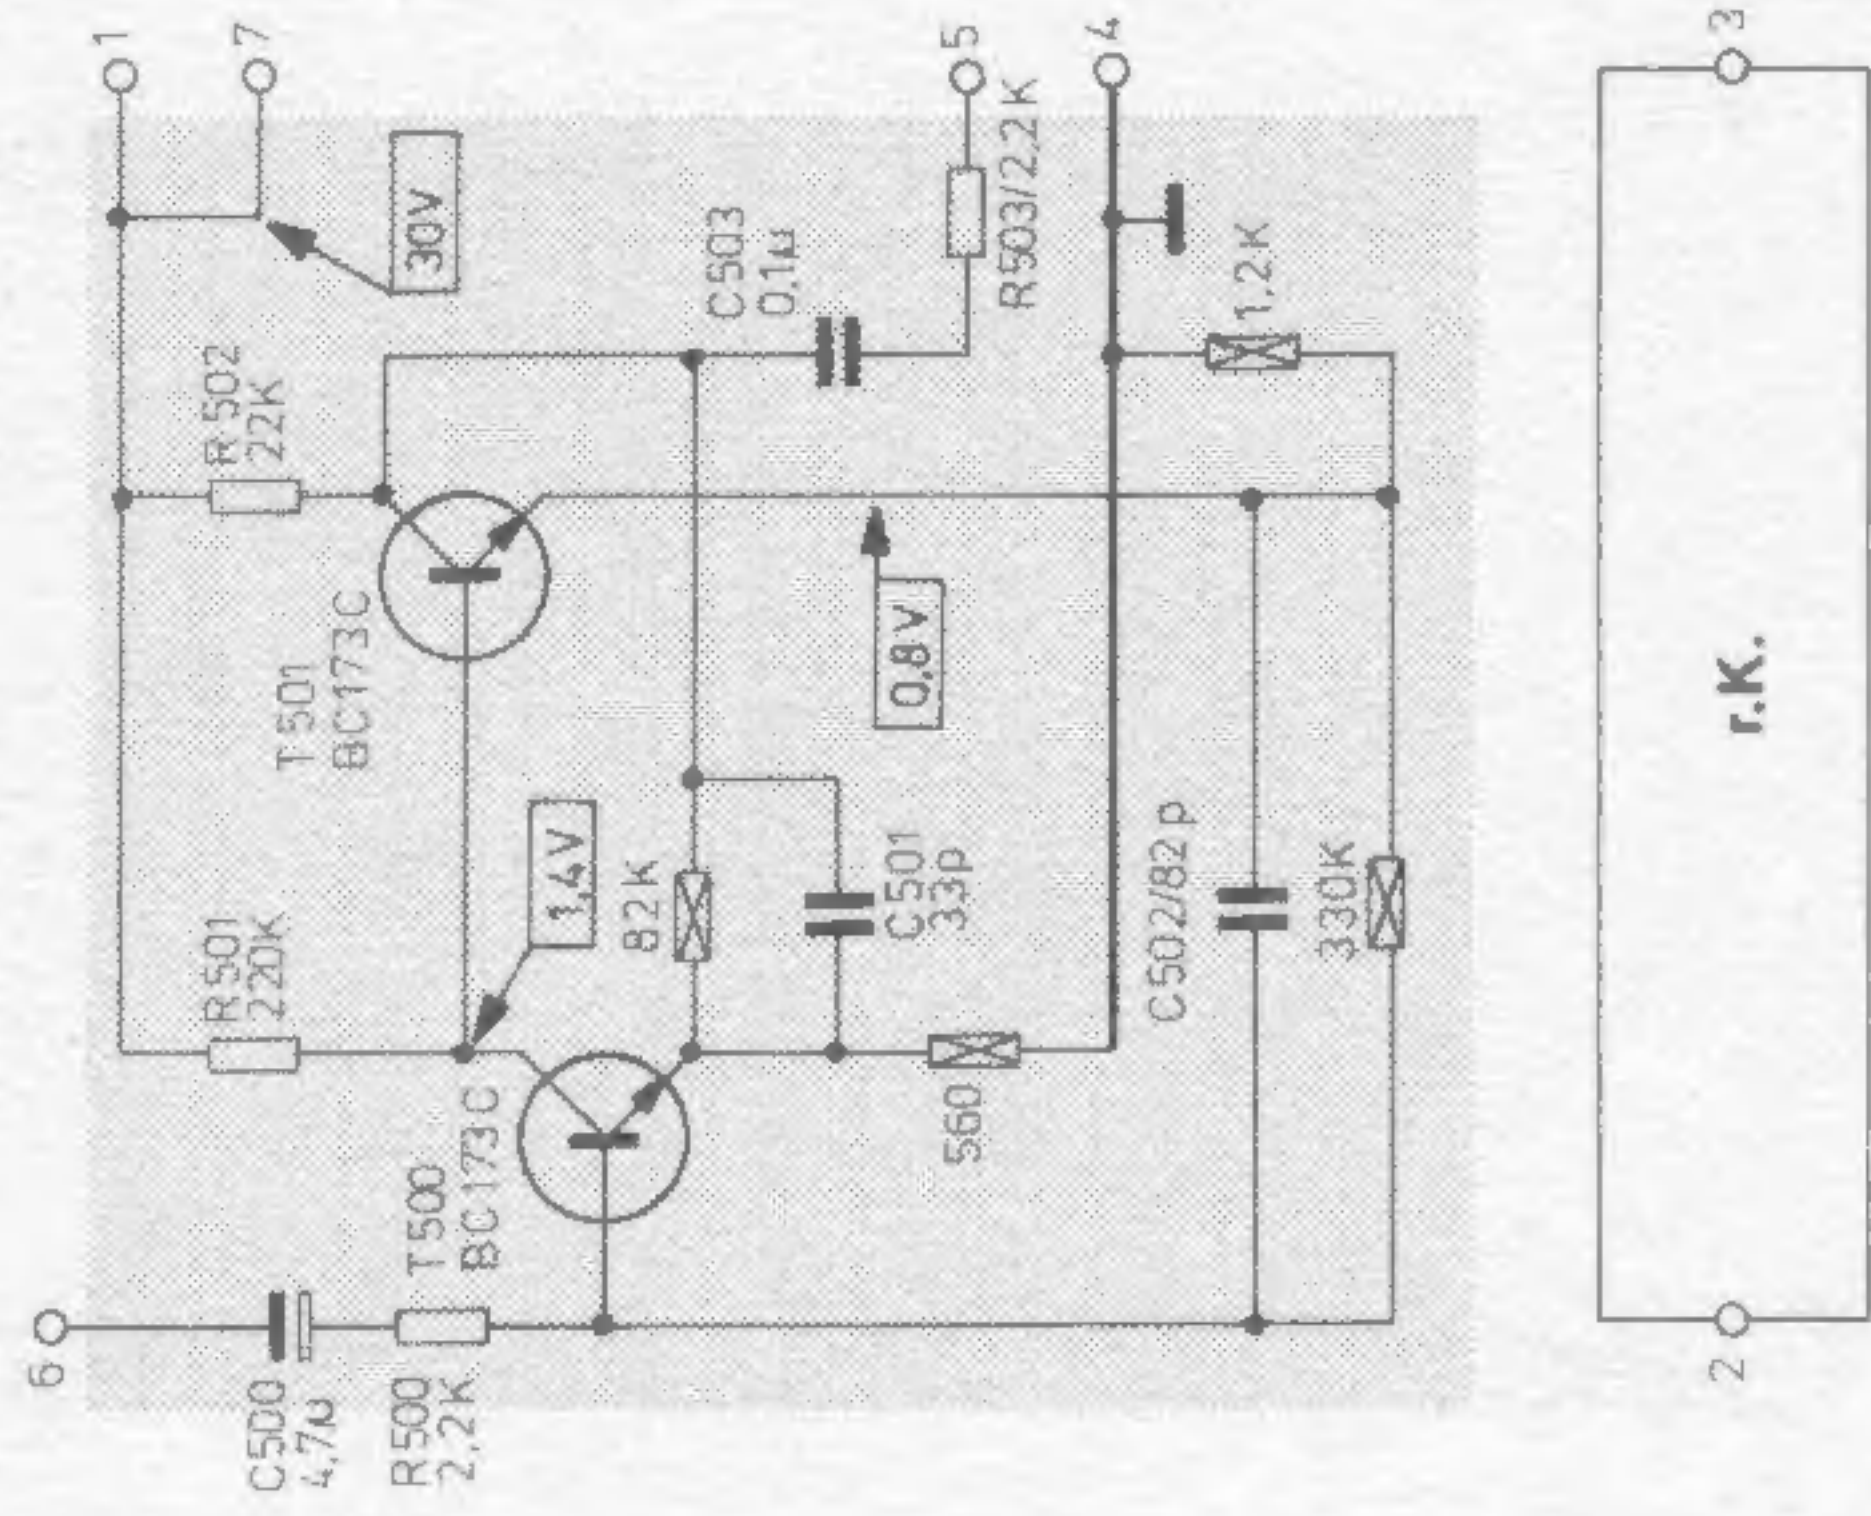 6
C500
4,7µ
R500
2,2K
T500
BC173C
R501
220K
1,4V
82K
C501
33p
560
T501
BC173C
R502
22K
1
7
30V
C503
0,1µ
5
R503/2,2K
4
1,2K
0,8V
C502/82p
330K
2
r.K.
3